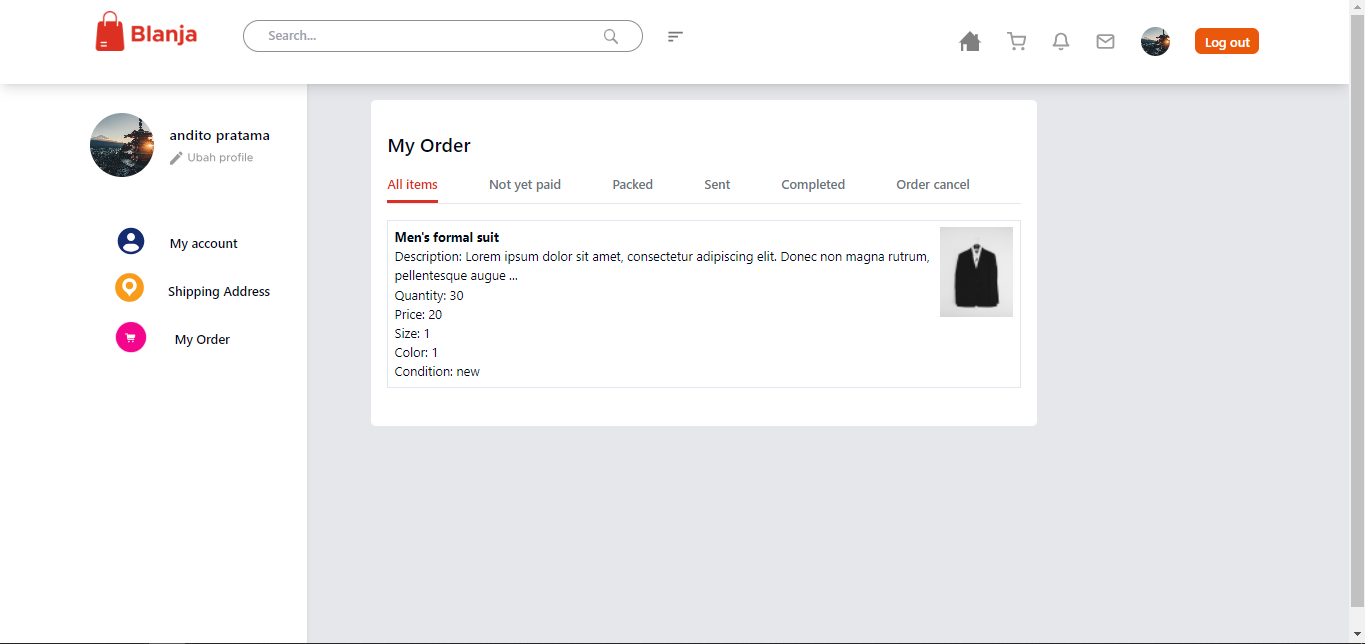 Blanja
Search...
Log out
andito pratama
Ubah profile
My account
Shipping Address
My Order
My Order
All items Not yet paid Packed Sent Completed Order cancel
Men's formal suit
Description: Lorem ipsum dolor sit amet, consectetur adipiscing elit. Donec non magna rutrum,
pellentesque augue ...
Quantity: 30
Price: 20
Size: 1
Color: 1
Condition: new